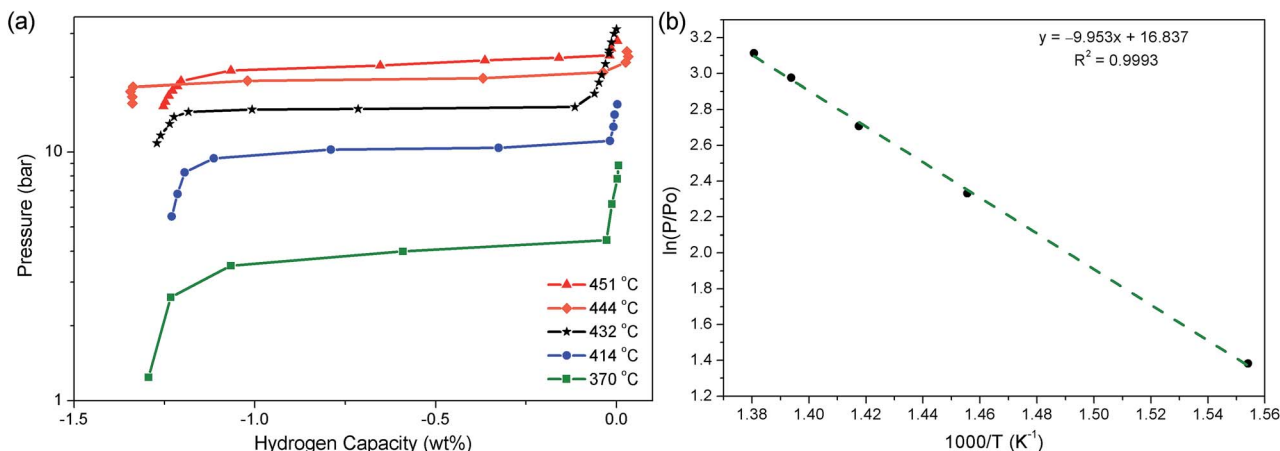 (a)
Pressure (bar)
10
1
-1.5
-1.0
-0.5
0.0
Hydrogen Capacity (wt%)
451 °C
444 °C
432 °C
414 °C
370 °C
(b)
y = −9.953x + 16.837
R² = 0.9993
ln(P/Po)
3.2
3.0
2.8
2.6
2.4
2.2
2.0
1.8
1.6
1.4
1.2
1.38
1.40
1.42
1.44
1.46
1.48
1.50
1.52
1.54
1.56
1000/T (K⁻¹)